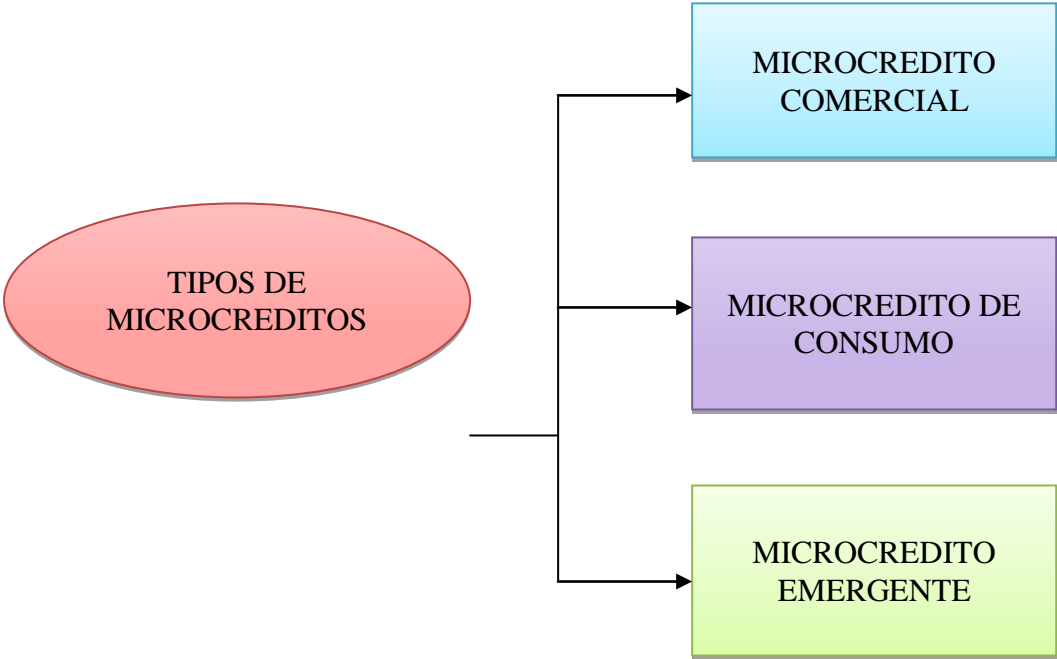 TIPOS DE
MICROCREDITOS
MICROCREDITO
COMERCIAL
MICROCREDITO DE
CONSUMO
MICROCREDITO
EMERGENTE